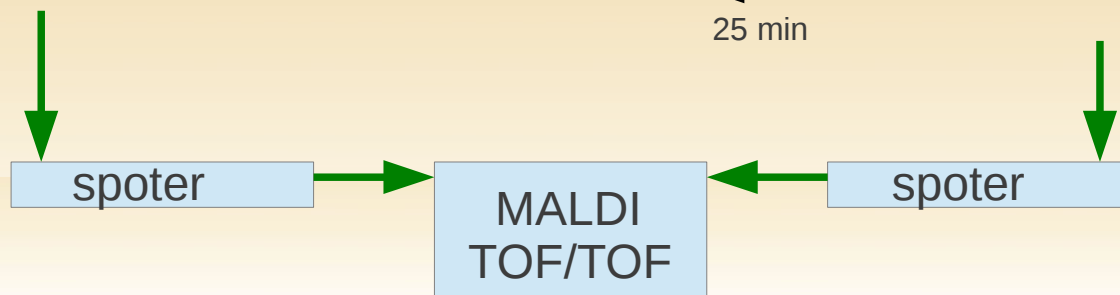 25 min
spoter
MALDI
TOF/TOF
spoter